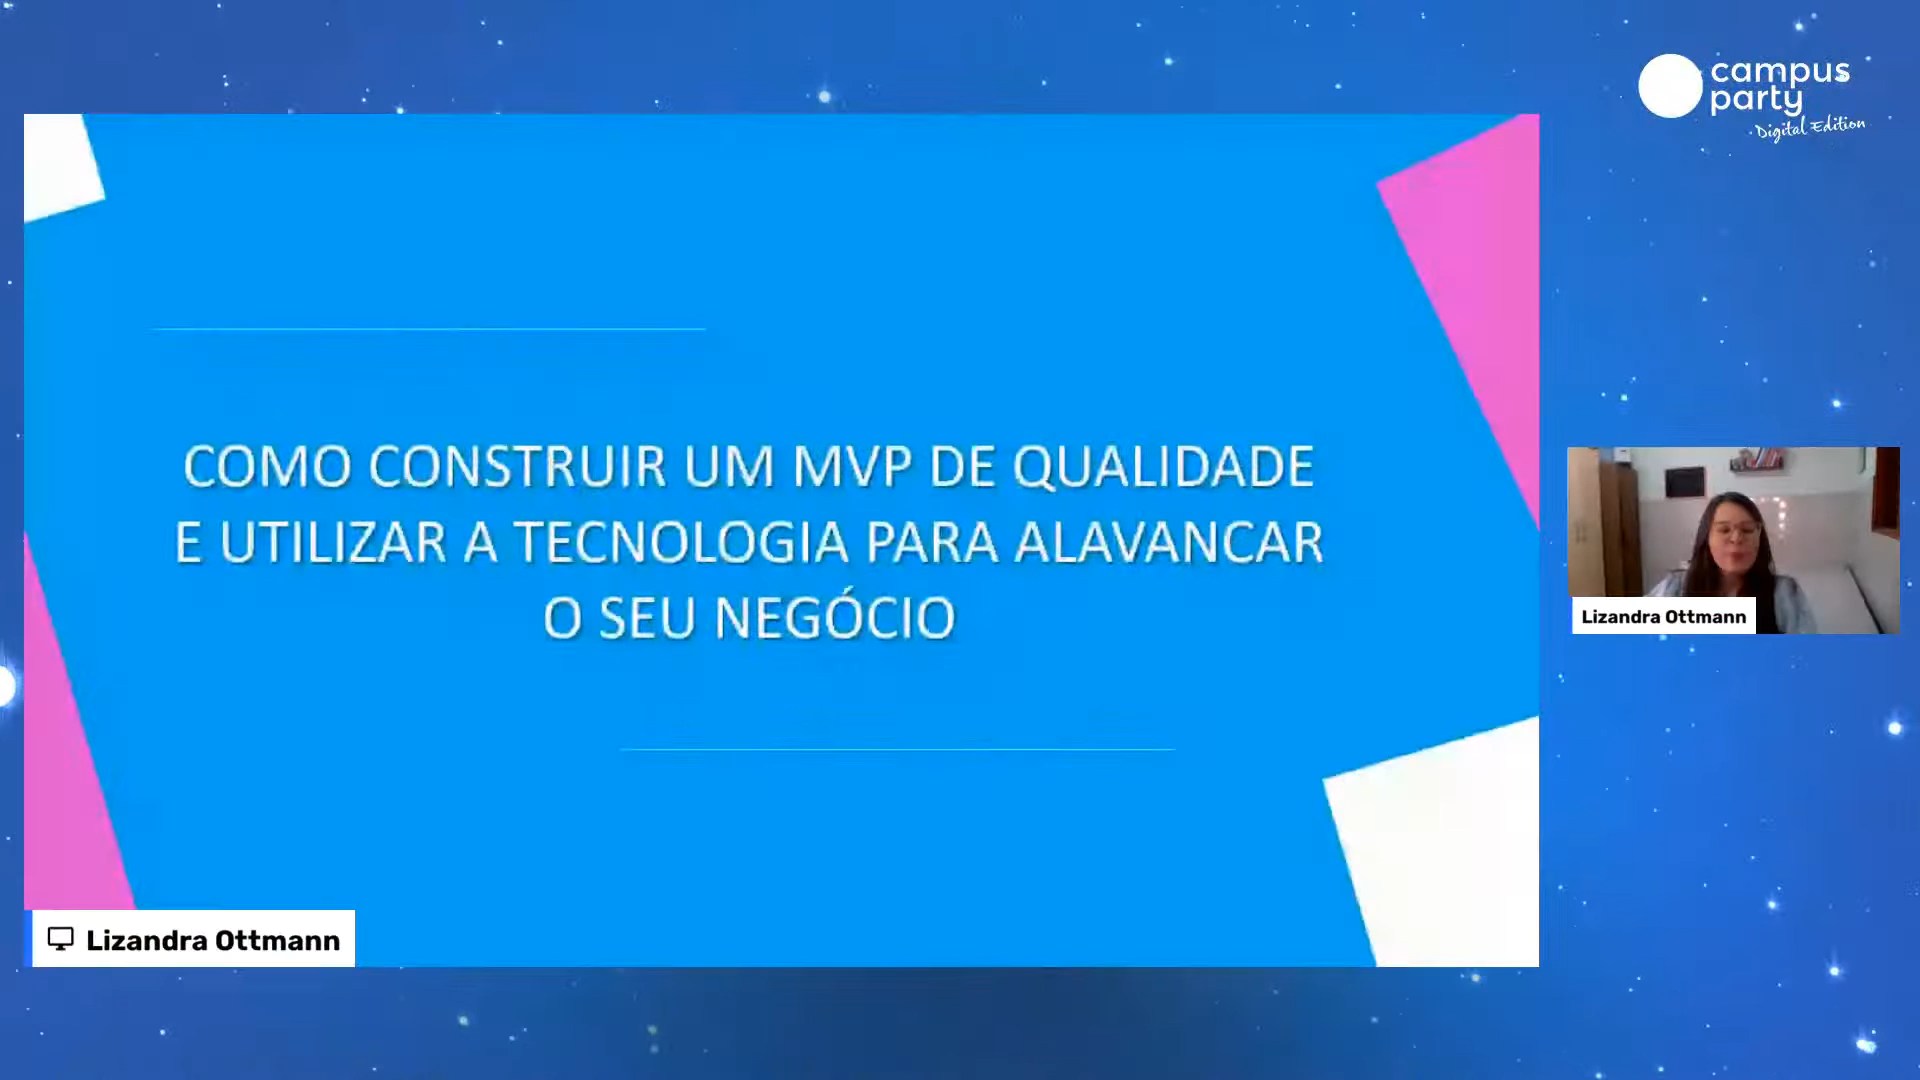 campus
party
Digital Edition
COMO CONSTRUIR UM MVP DE QUALIDADE
E UTILIZAR A TECNOLOGIA PARA ALAVANCAR
O SEU NEGÓCIO
Lizandra Ottmann
Lizandra Ottmann